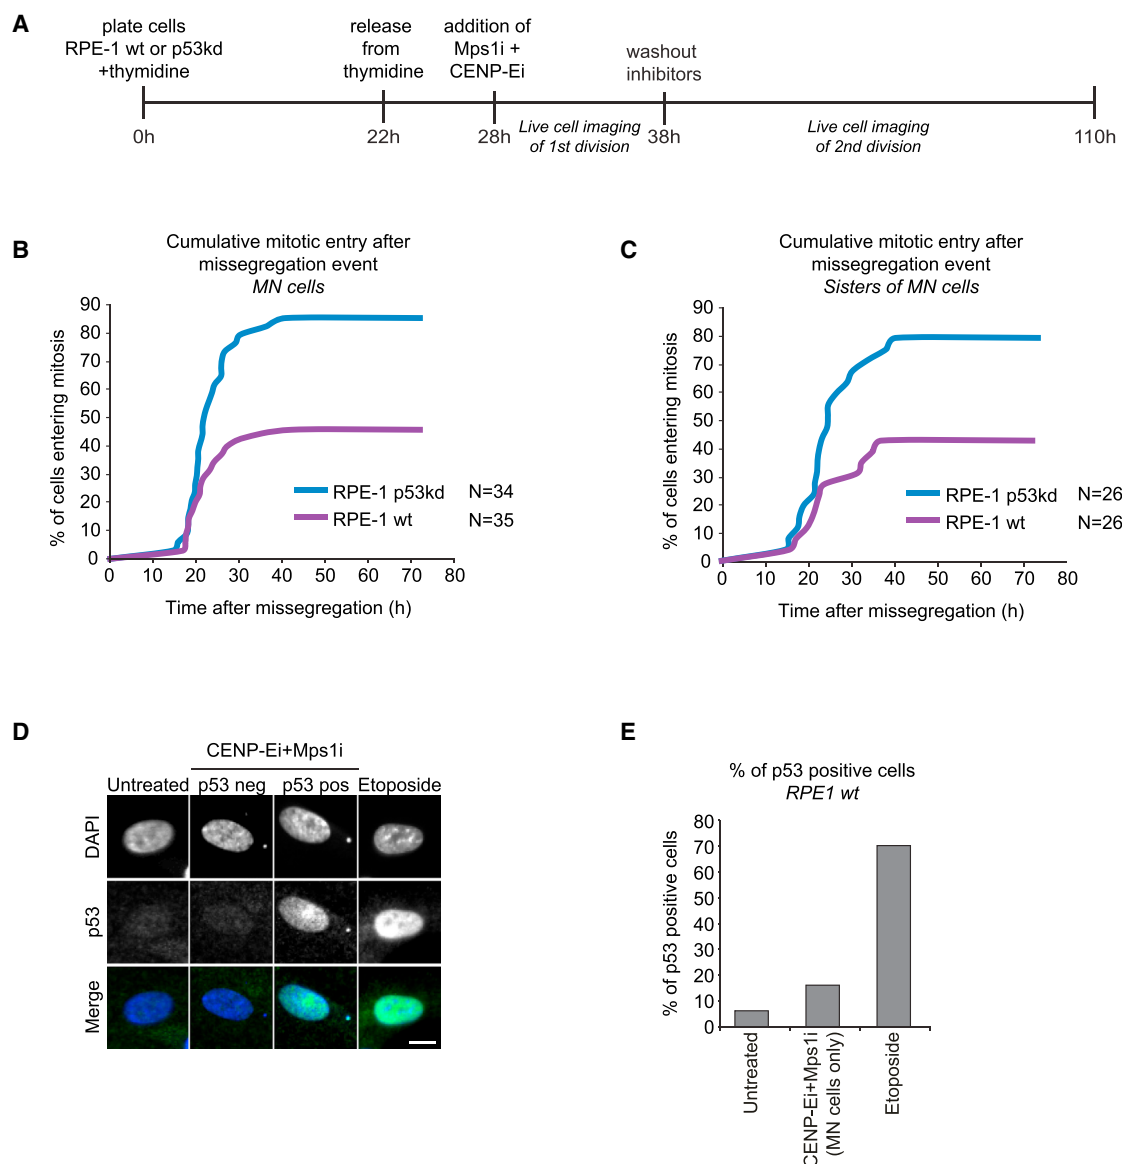 A
plate cells
RPE-1 wt or p53kd
+thymidine
release
from
thymidine
addition of
Mps1i +
CENP-Ei
washout
inhibitors
0h
22h
28h
Live cell imaging
of 1st division
38h
Live cell imaging
of 2nd division
110h
B
Cumulative mitotic entry after
missegregation event
MN cells
% of cells entering mitosis
90
80
70
60
50
40
30
20
10
0
RPE-1 p53kd N=34
RPE-1 wt N=35
0 10 20 30 40 50 60 70 80
Time after missegregation (h)
C
Cumulative mitotic entry after
missegregation event
Sisters of MN cells
% of cells entering mitosis
90
80
70
60
50
40
30
20
10
0
RPE-1 p53kd N=26
RPE-1 wt N=26
0 10 20 30 40 50 60 70 80
Time after missegregation (h)
D
CENP-Ei+Mps1i
Untreated p53 neg p53 pos Etoposide
DAPI
p53
Merge
E
% of p53 positive cells
RPE1 wt
% of p53 positive cells
80
70
60
50
40
30
20
10
0
Untreated
CENP-Ei+Mps1i
(MN cells only)
Etoposide